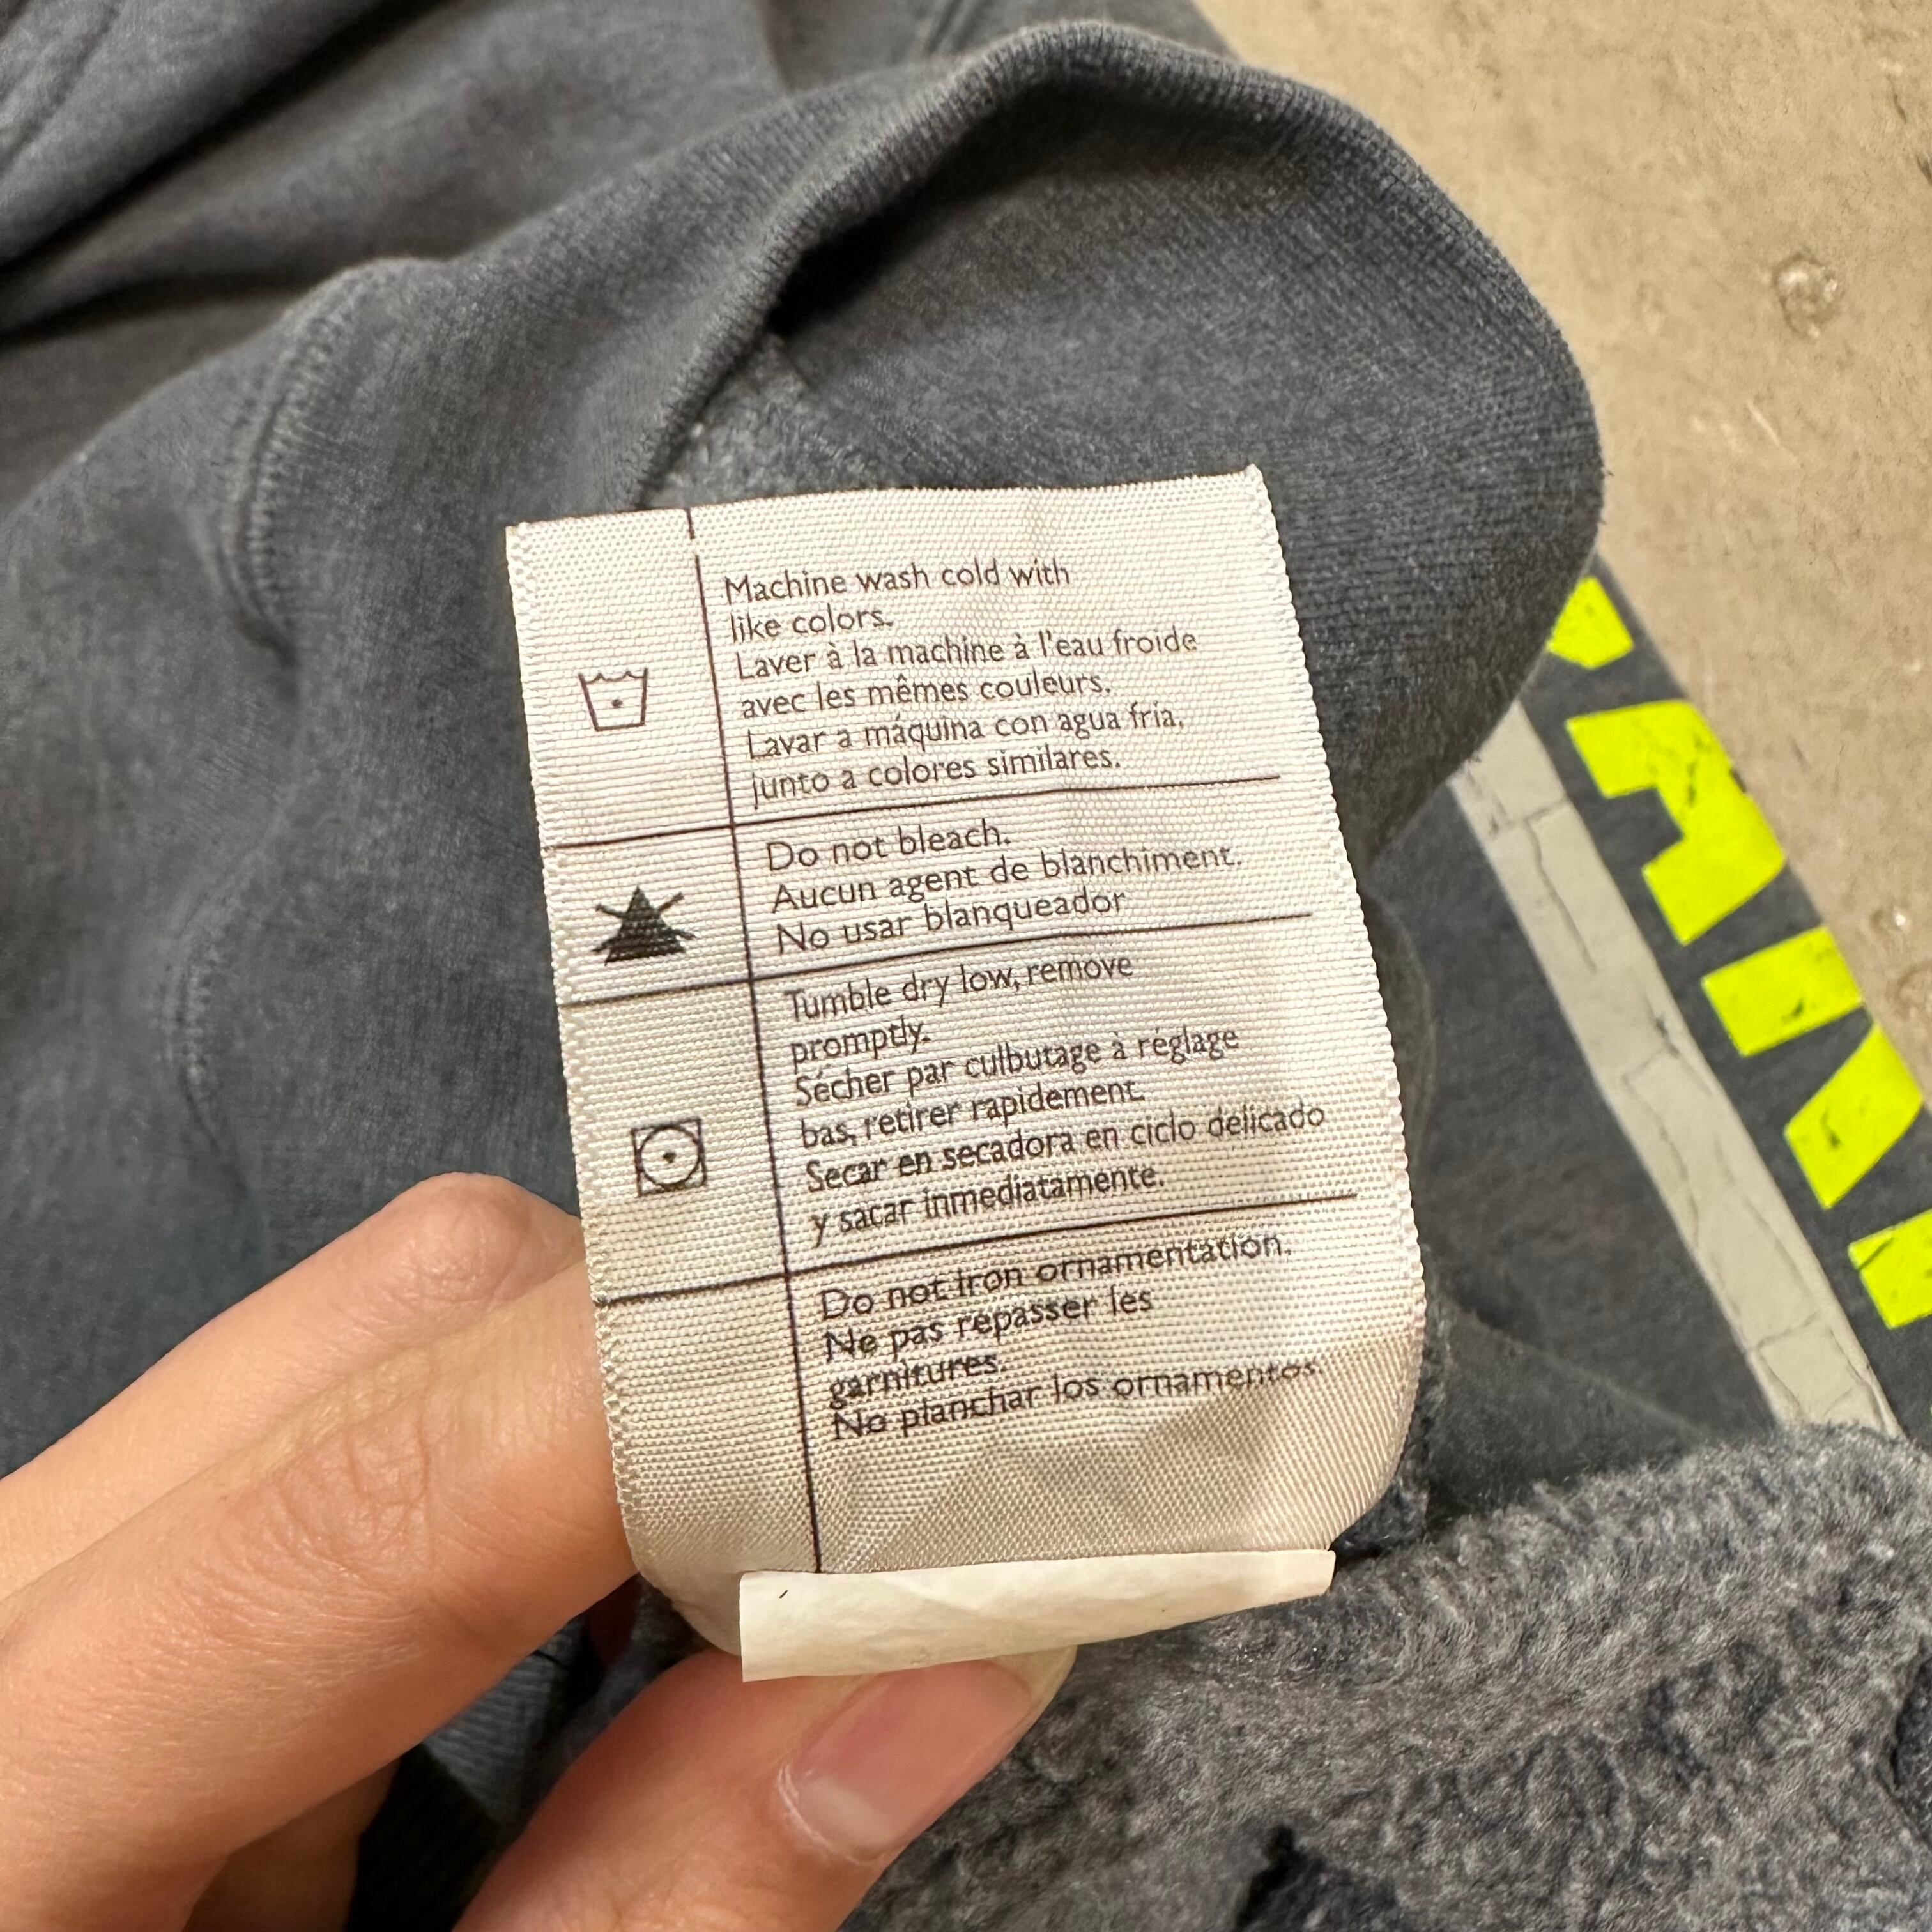 Machine wash cold with
like colors.
Laver à la machine à l'eau froide
avec les mêmes couleurs.
Lavar a máquina con agua fria,
junto a colores similares.
Do not bleach.
Aucun agent de blanchiment.
No usar blanqueador
Tumble dry low, remove
promptly.
Sécher par culbutage à réglage
bas, retirer rapidement.
Secar en secadora en ciclo delicado
y sacar inmediatamente.
Do not iron ornamentation.
Ne pas repasser les
garnitures.
No planchar los ornamentos.